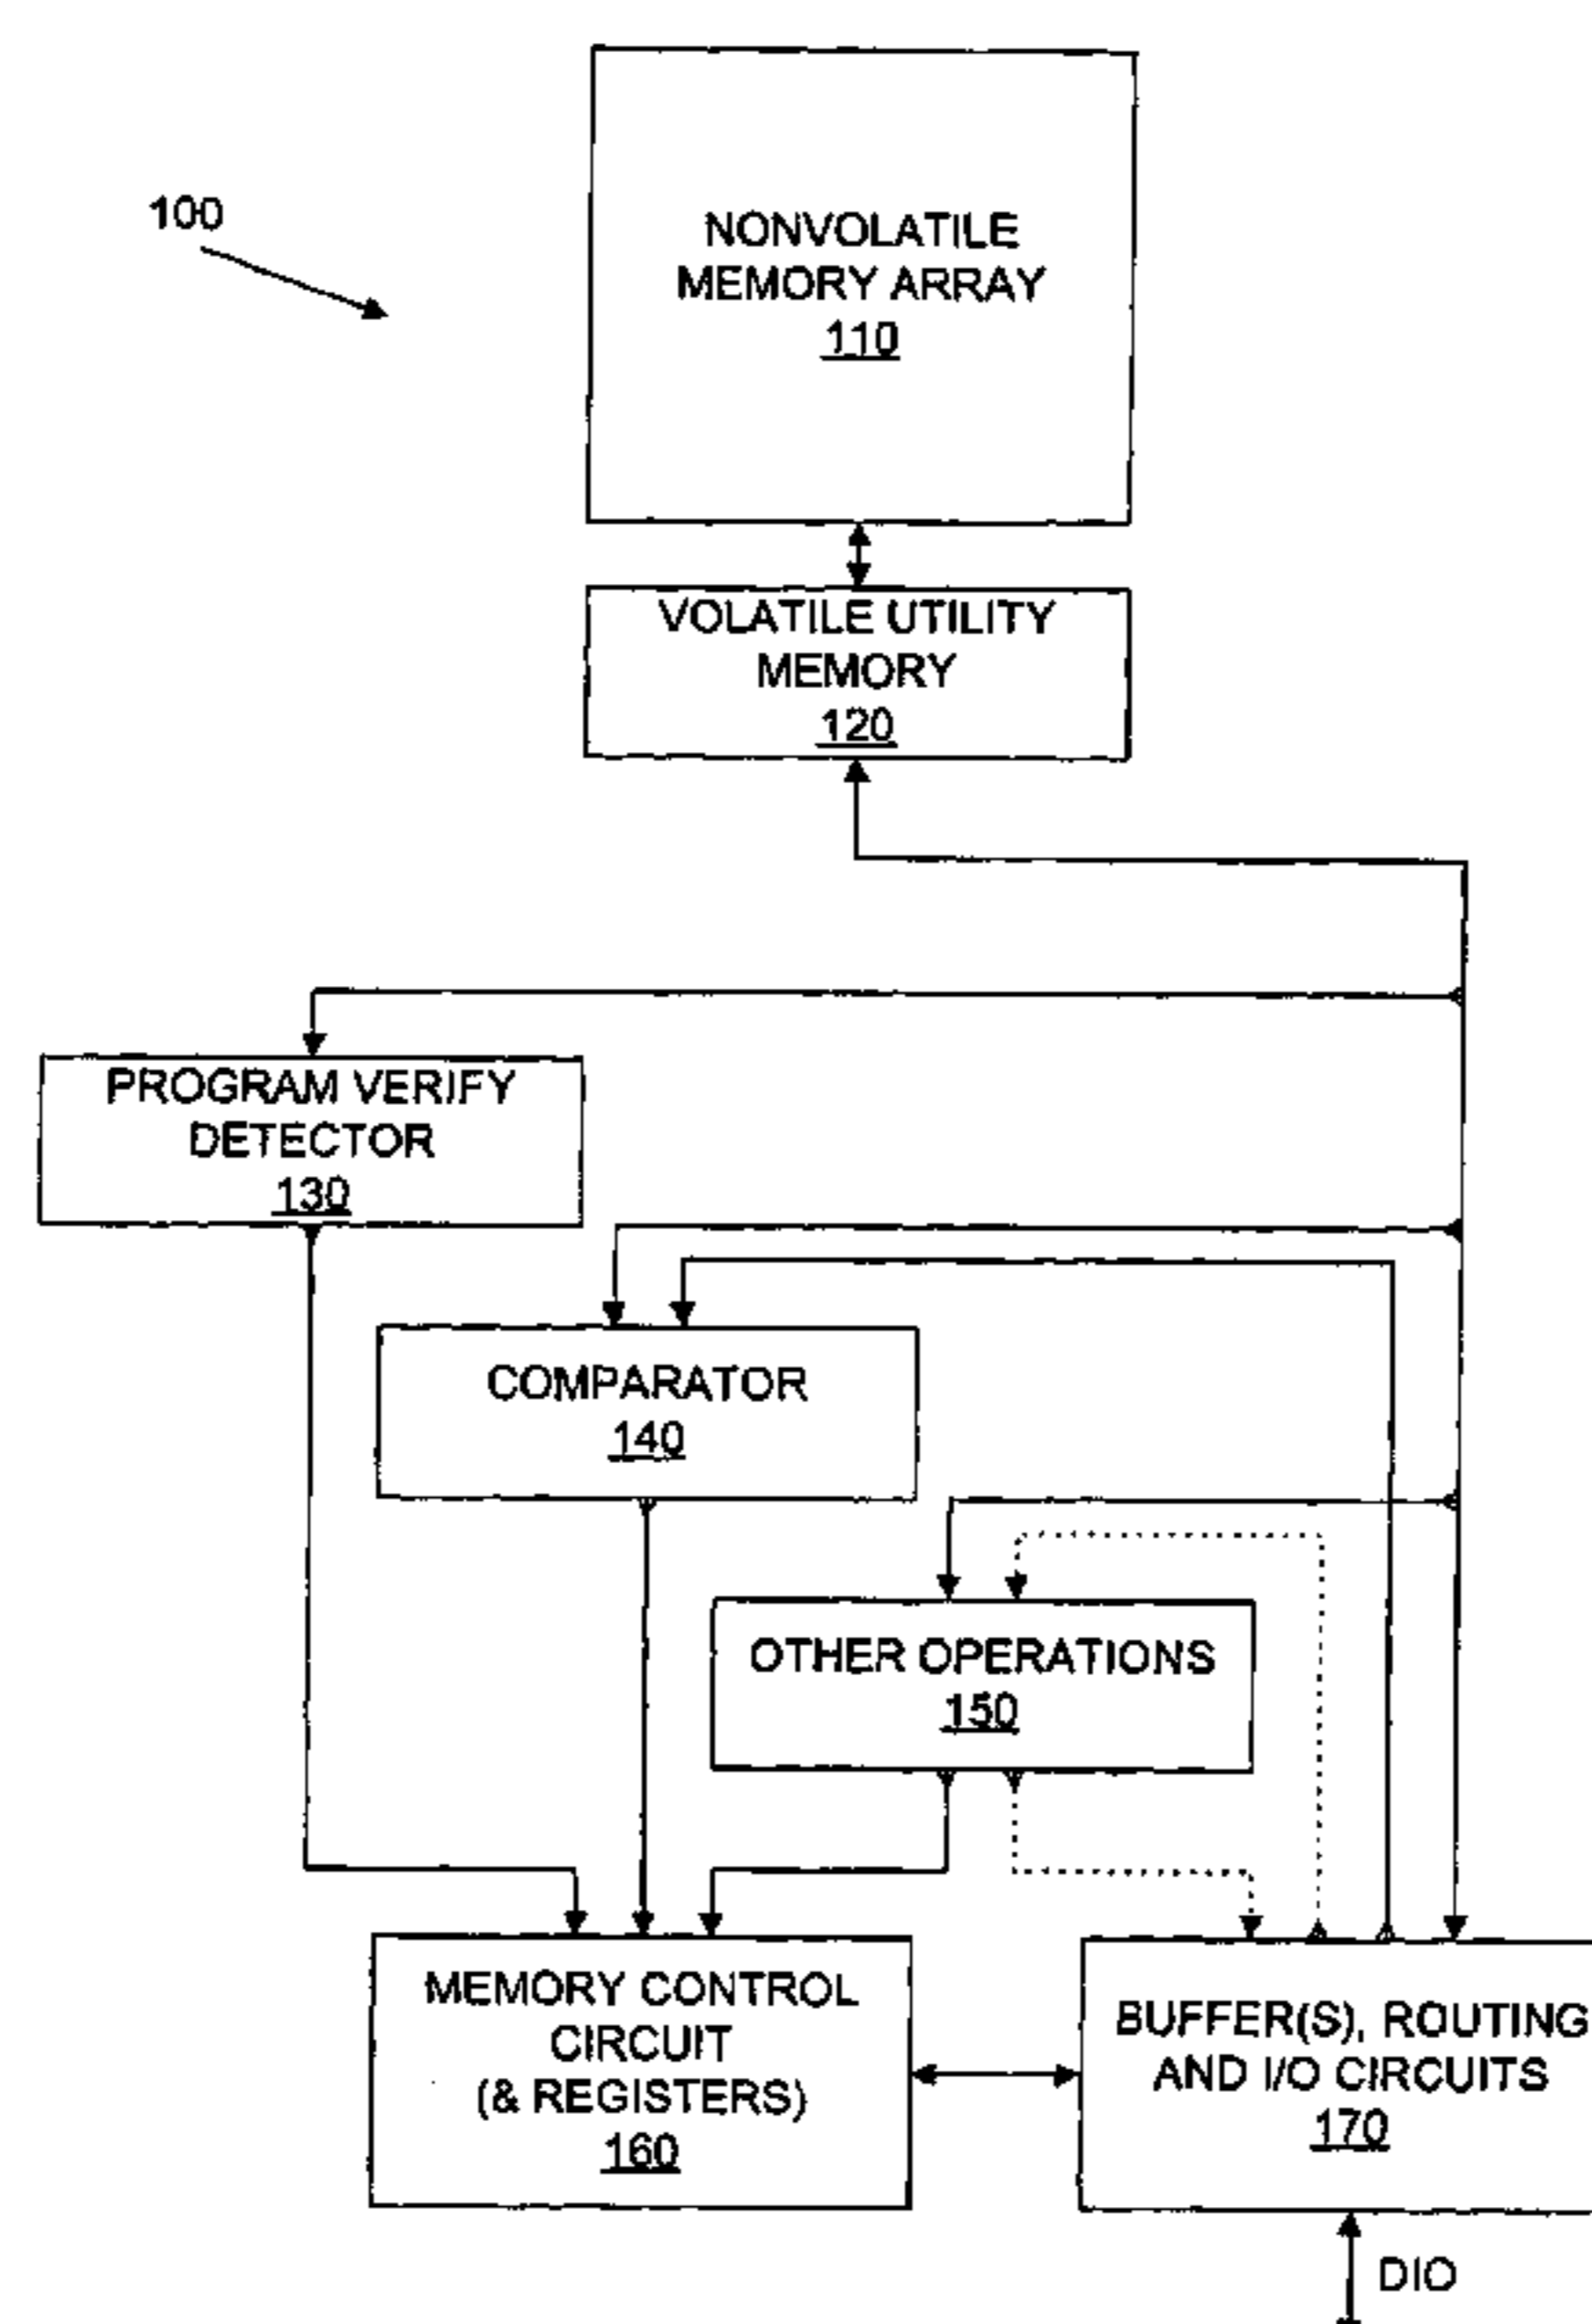 100
NONVOLATILE
MEMORY ARRAY
110
VOLATILE UTILITY
MEMORY
120
PROGRAM VERIFY
DETECTOR
130
COMPARATOR
140
OTHER OPERATIONS
150
MEMORY CONTROL
CIRCUIT
(& REGISTERS)
160
BUFFER(S), ROUTING
AND I/O CIRCUITS
170
DIO